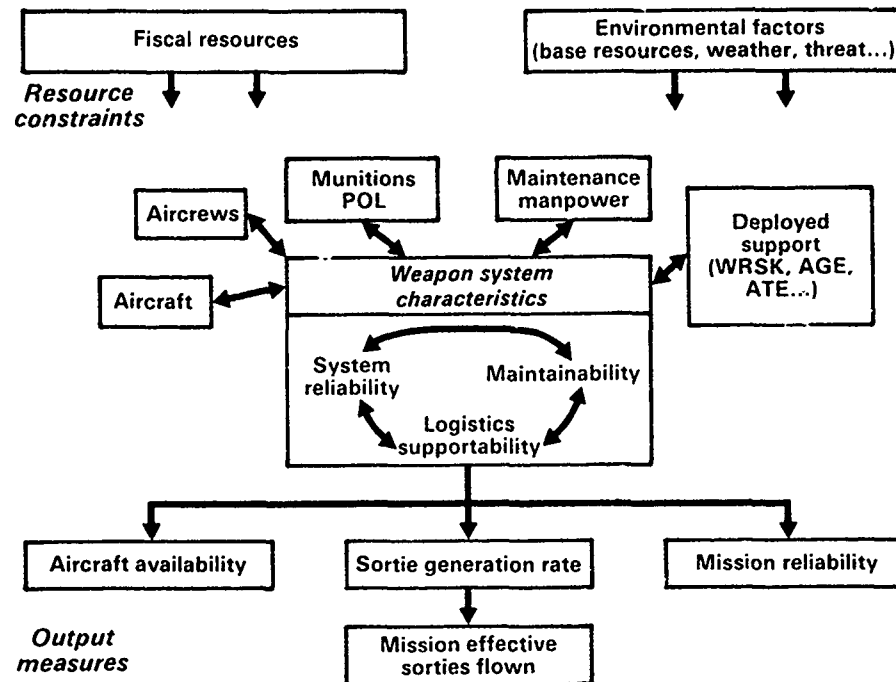 Fiscal resources
Environmental factors
(base resources, weather, threat...)
Resource
constraints
Munitions
POL
Maintenance
manpower
Aircrews
Deployed
support
(WRSK, AGE,
ATE...)
Aircraft
Weapon system
characteristics
System
reliability
Maintainability
Logistics
supportability
Aircraft availability
Sortie generation rate
Mission reliability
Output
measures
Mission effective
sorties flown